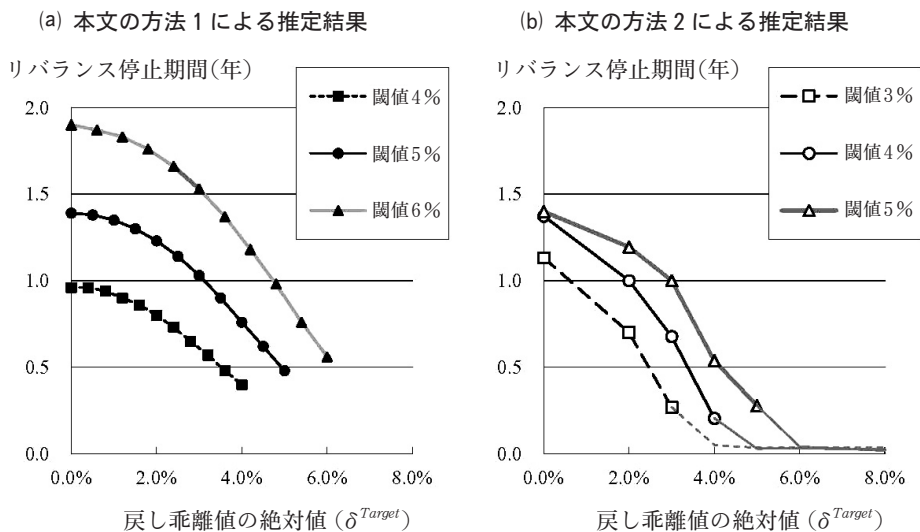 (a) 本文の方法1による推定結果
リバランス停止期間(年)
閾値4%
閾値5%
閾値6%
2.0
1.5
1.0
0.5
0.0
0.0% 2.0% 4.0% 6.0% 8.0%
戻し乖離値の絶対値 (δ^Target)
(b) 本文の方法2による推定結果
リバランス停止期間(年)
閾値3%
閾値4%
閾値5%
2.0
1.5
1.0
0.5
0.0
0.0% 2.0% 4.0% 6.0% 8.0%
戻し乖離値の絶対値 (δ^Target)